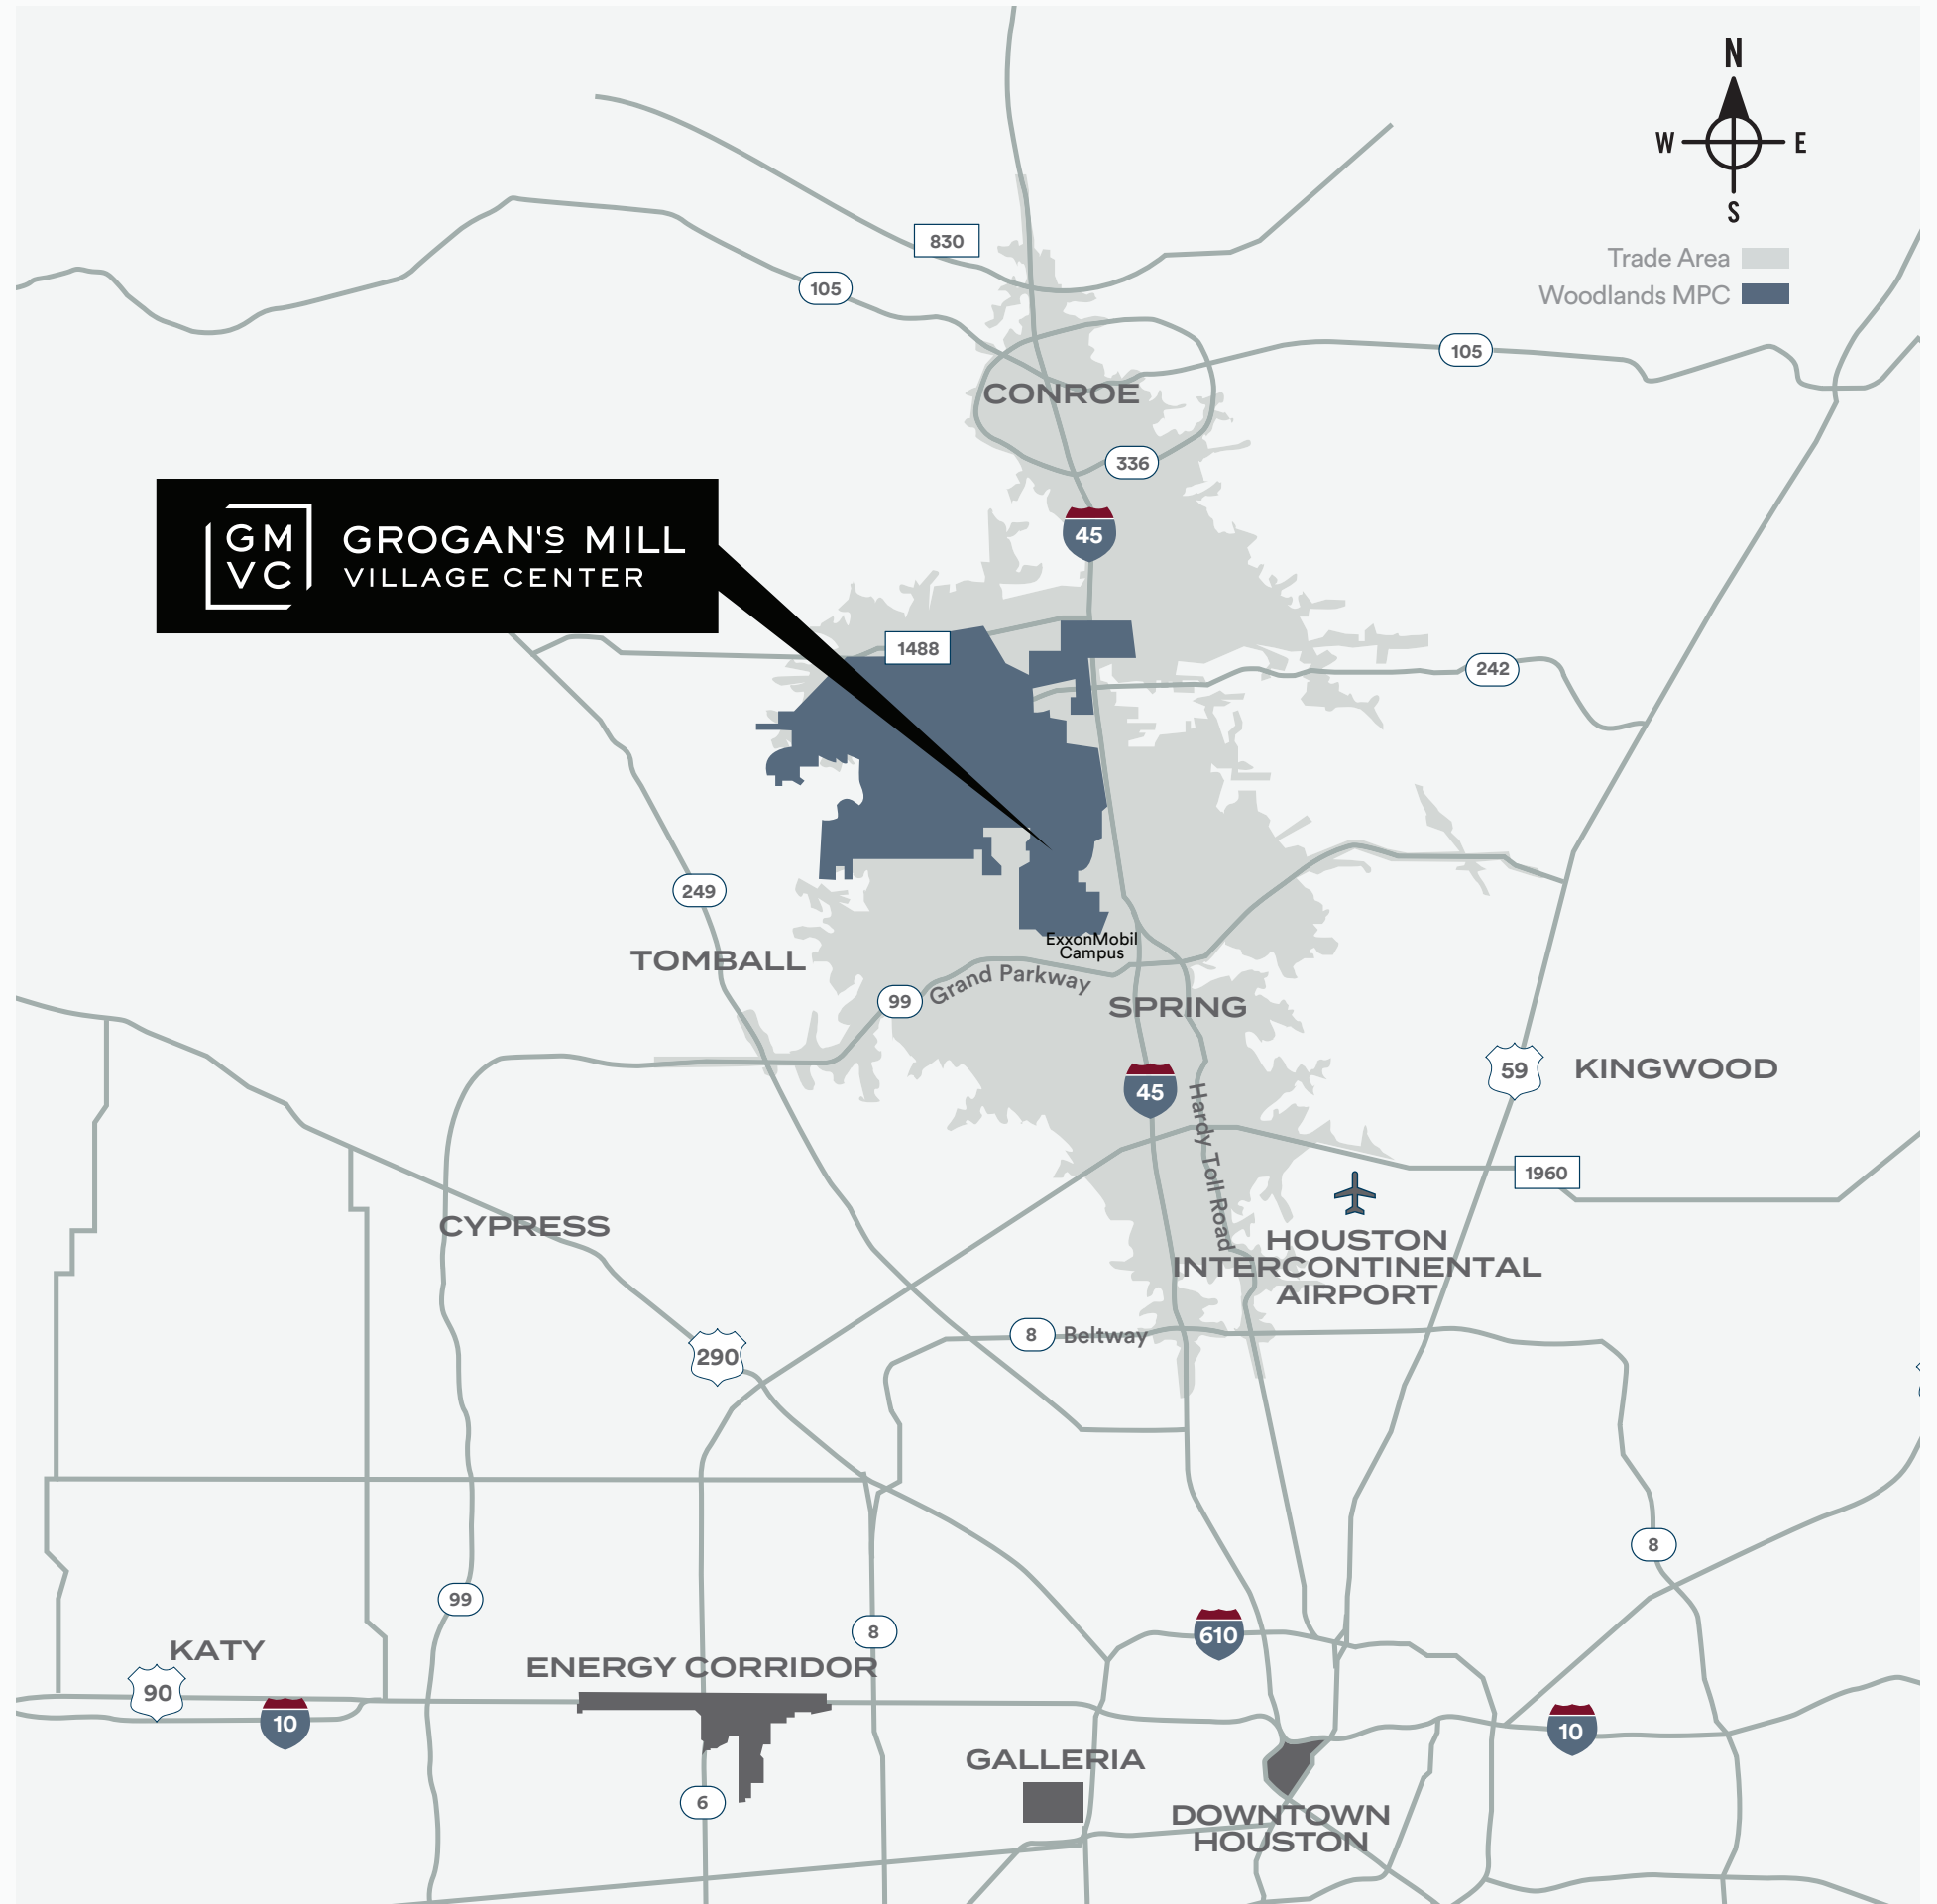 N
W E
S
Trade Area
Woodlands MPC
830
105
105
CONROE
336
45
GM
VC
GROGAN'S MILL
VILLAGE CENTER
1488
242
249
TOMBALL
ExxonMobil
Campus
99
Grand Parkway
SPRING
45
59
KINGWOOD
Hardy Toll Road
1960
CYPRESS
HOUSTON
INTERCONTINENTAL
AIRPORT
8
Beltway
290
8
99
8
610
KATY
ENERGY CORRIDOR
90
10
10
GALLERIA
6
DOWNTOWN
HOUSTON